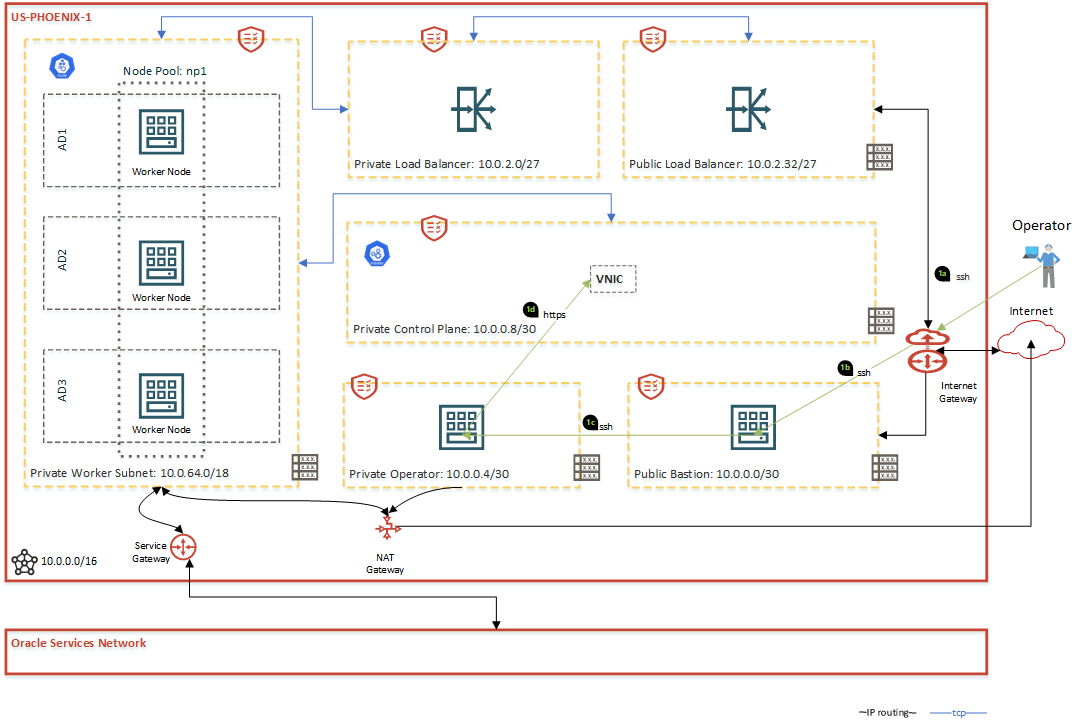 US-PHOENIX-1
Node Pool: np1
AD1
Worker Node
AD2
Worker Node
AD3
Worker Node
Private Worker Subnet: 10.0.64.0/18
Private Load Balancer: 10.0.2.0/27
Public Load Balancer: 10.0.2.32/27
x.x.x.
x.x.x.
x.x.x.
VNIC
1d
https
Private Control Plane: 10.0.0.8/30
x.x.x.
x.x.x.
x.x.x.
Operator
1a
ssh
Internet
1b
ssh
Internet
Gateway
1c
ssh
Private Operator: 10.0.0.4/30
x.x.x.
x.x.x.
x.x.x.
Public Bastion: 10.0.0.0/30
x.x.x.
x.x.x.
x.x.x.
x.x.x.
x.x.x.
x.x.x.
Service
Gateway
NAT
Gateway
10.0.0.0/16
Oracle Services Network
IP routing
tcp